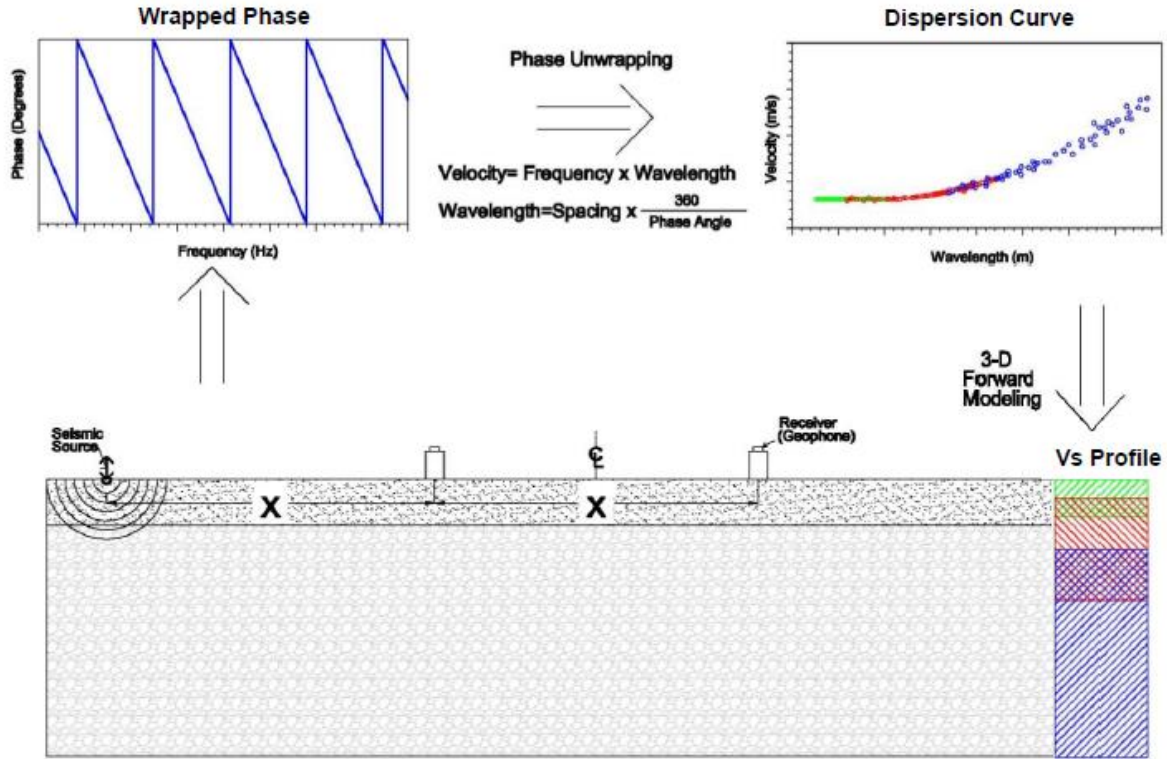 Wrapped Phase
Phase (Degrees)
Frequency (Hz)
Phase Unwrapping
Velocity= Frequency x Wavelength
Wavelength=Spacing x 360
Phase Angle
Dispersion Curve
Velocity (m/s)
Wavelength (m)
3-D
Forward
Modeling
Seismic
Source
℄
Receiver
(Geophone)
Vs Profile
X
X